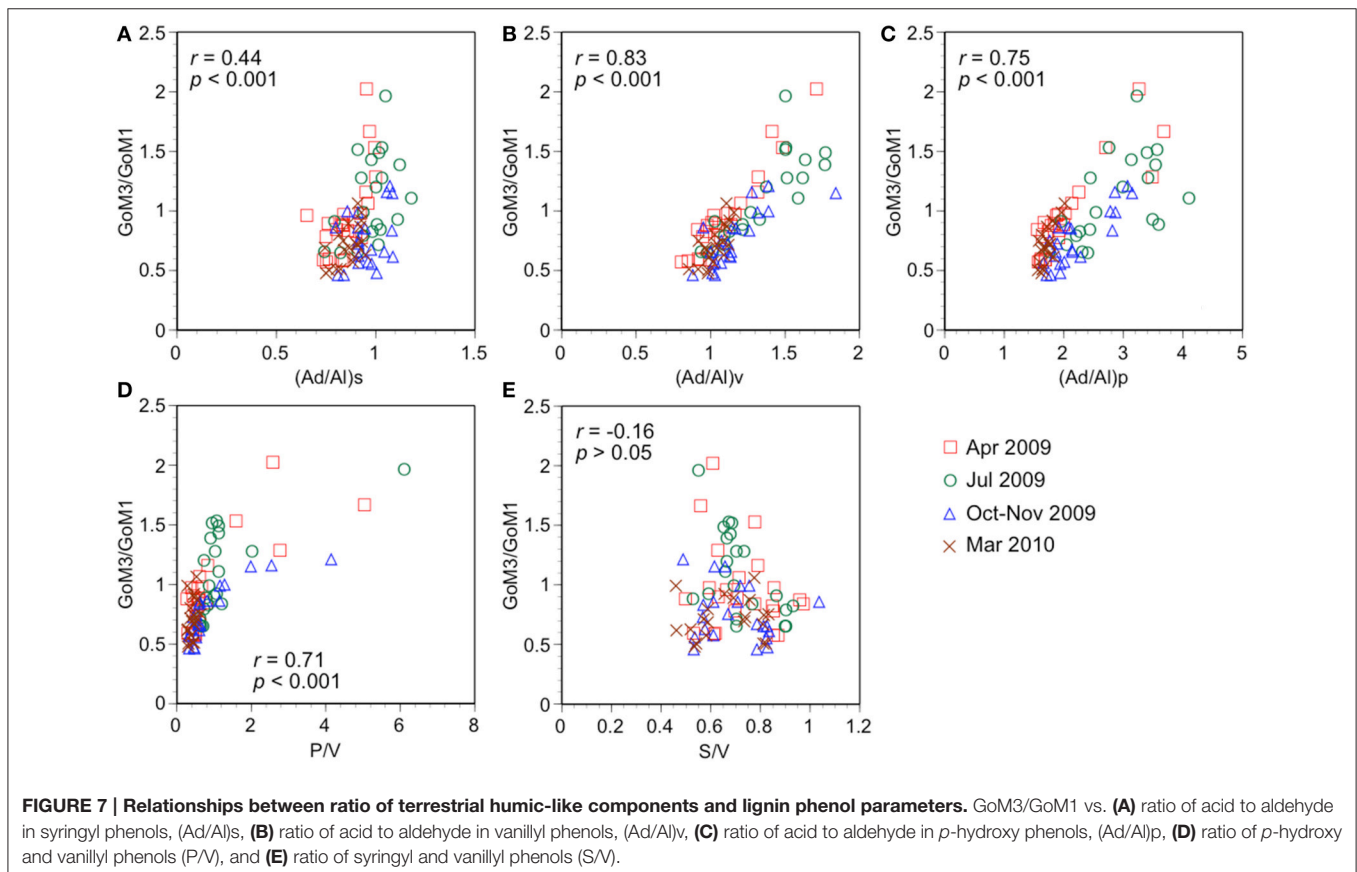 A
2.5
2
1.5
1
0.5
0
r = 0.44
p < 0.001
GoM3/GoM1
0 0.5 1 1.5
(Ad/Al)s
B
2.5
2
1.5
1
0.5
0
r = 0.83
p < 0.001
GoM3/GoM1
0 0.5 1 1.5 2
(Ad/Al)v
C
2.5
2
1.5
1
0.5
0
r = 0.75
p < 0.001
GoM3/GoM1
0 1 2 3 4 5
(Ad/Al)p
D
2.5
2
1.5
1
0.5
0
r = 0.71
p < 0.001
GoM3/GoM1
0 2 4 6 8
P/V
E
2.5
2
1.5
1
0.5
0
r = -0.16
p > 0.05
GoM3/GoM1
0 0.2 0.4 0.6 0.8 1 1.2
S/V
Apr 2009
Jul 2009
Oct-Nov 2009
Mar 2010
FIGURE 7 | Relationships between ratio of terrestrial humic-like components and lignin phenol parameters. GoM3/GoM1 vs. (A) ratio of acid to aldehyde
in syringyl phenols, (Ad/Al)s, (B) ratio of acid to aldehyde in vanillyl phenols, (Ad/Al)v, (C) ratio of acid to aldehyde in p-hydroxy phenols, (Ad/Al)p, (D) ratio of p-hydroxy
and vanillyl phenols (P/V), and (E) ratio of syringyl and vanillyl phenols (S/V).